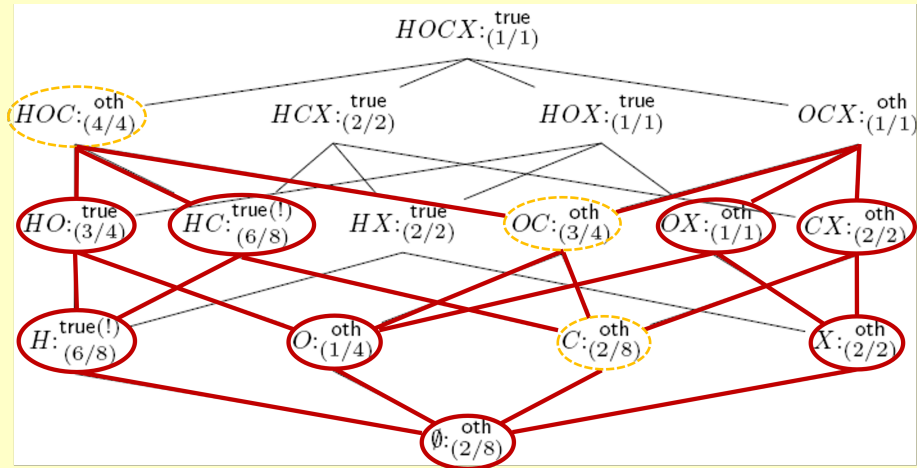 HOCX: true (1/1)
HOC: oth (4/4) HCX: true (2/2) HOX: true (1/1) OCX: oth (1/1)
HO: true (3/4) HC: true(!) (6/8) HX: true (2/2) OC: oth (3/4) OX: oth (1/1) CX: oth (2/2)
H: true(!) (6/8) O: oth (1/4) C: oth (2/8) X: oth (2/2)
∅: oth (2/8)